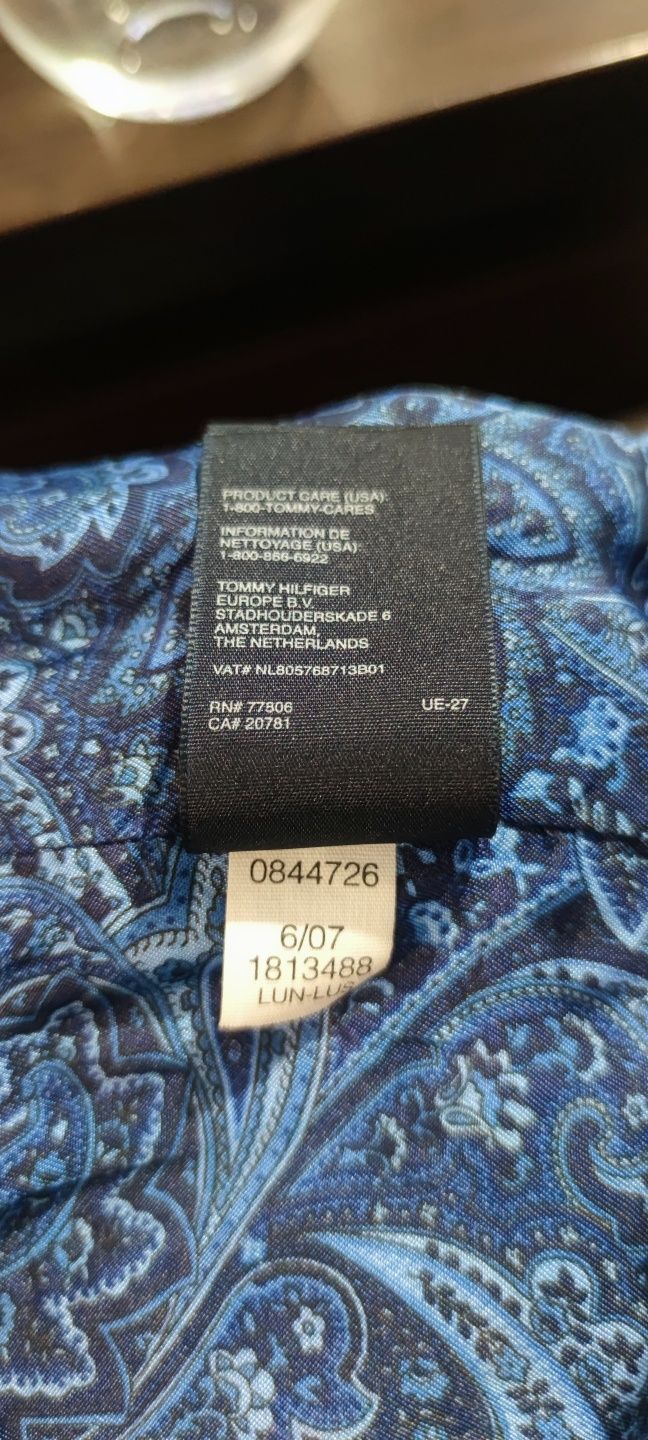 PRODUCT CARE (USA):
1-800-TOMMY-CARES
INFORMATION DE
NETTOYAGE (USA):
1-800-866-6922
TOMMY HILFIGER
EUROPE B.V.
STADHOUDERSKADE 6
AMSTERDAM,
THE NETHERLANDS
VAT# NL805768713B01
RN# 77806 UE-27
CA# 20781
0844726
6/07
1813488
LUN-LUS